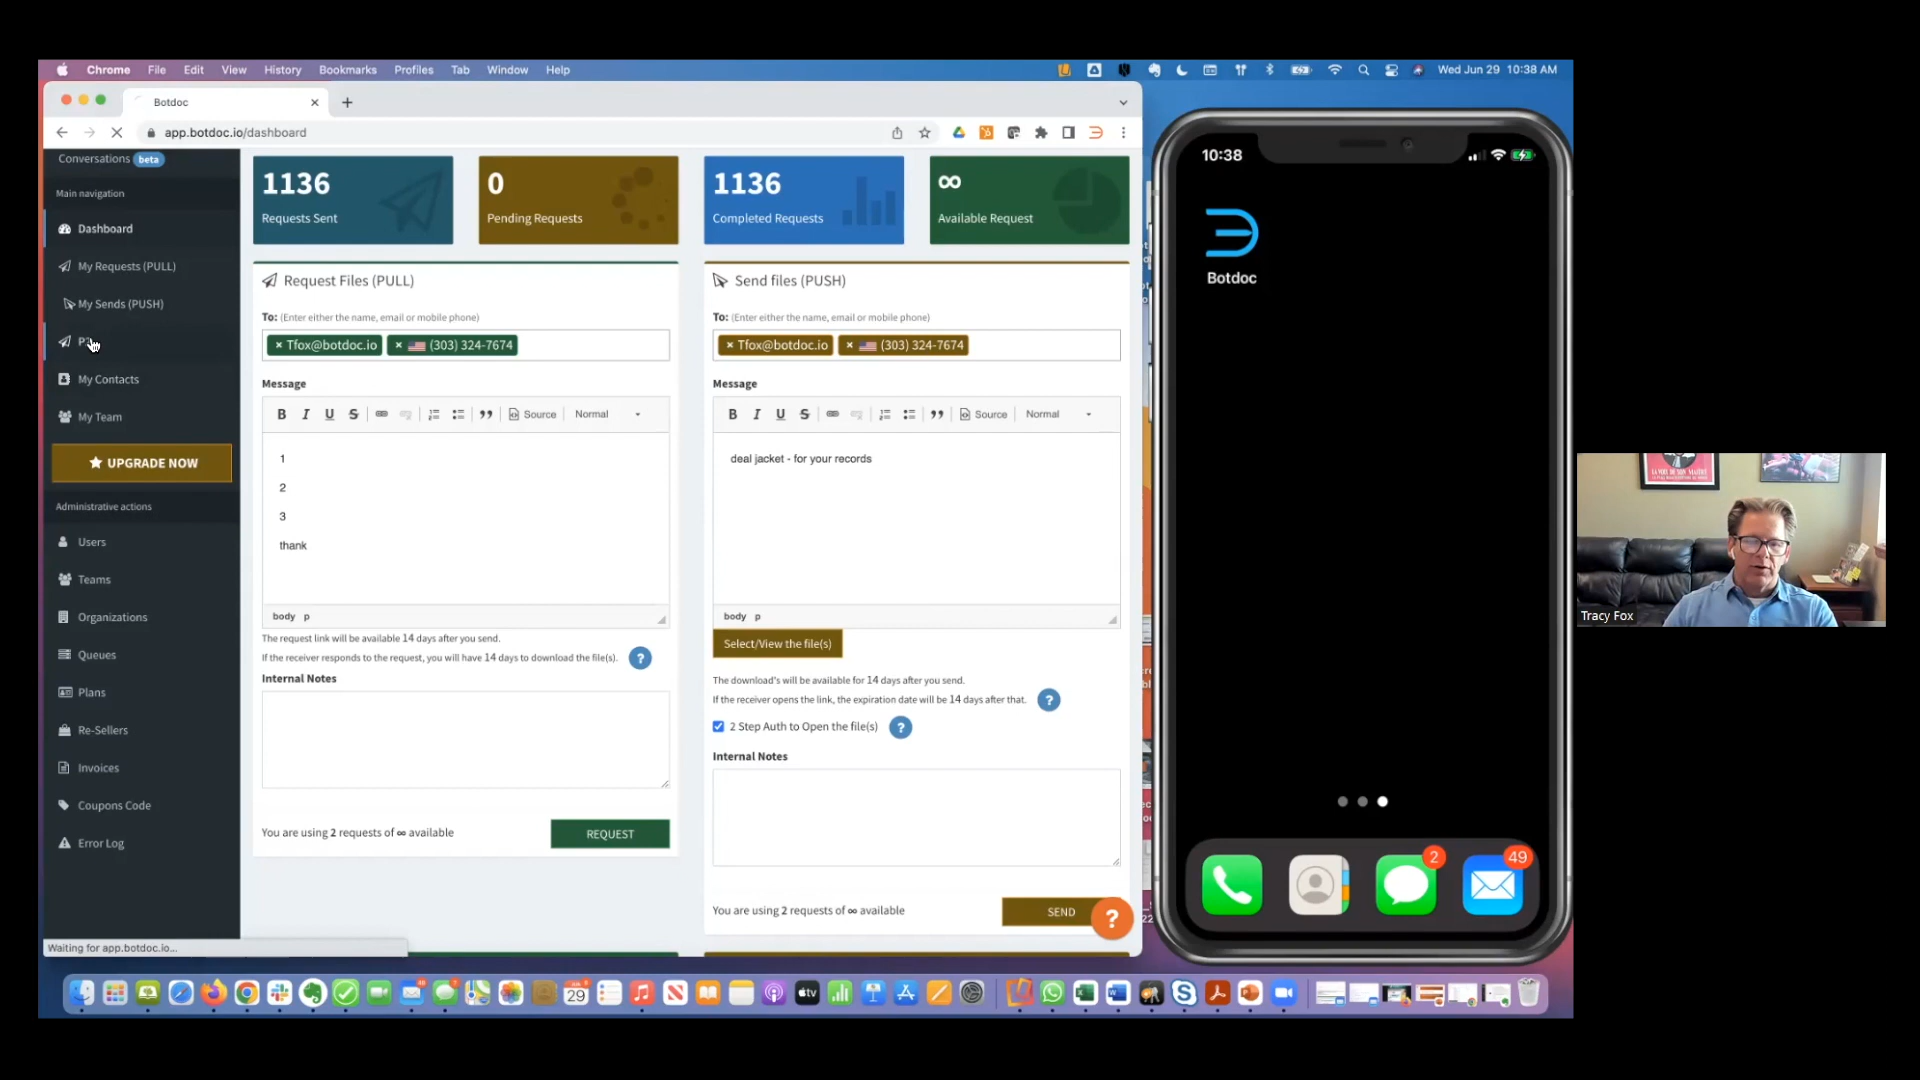 Chrome File Edit View History Bookmarks Profiles Tab Window Help
Wed Jun 29 10:38 AM
Botdoc
app.botdoc.io/dashboard
Conversations beta
Main navigation
Dashboard
My Requests (PULL)
My Sends (PUSH)
My Contacts
My Team
UPGRADE NOW
Administrative actions
Users
Teams
Organizations
Queues
Plans
Re-Sellers
Invoices
Coupons Code
Error Log
Waiting for app.botdoc.io...
1136
Requests Sent
0
Pending Requests
1136
Completed Requests
∞
Available Request
Request Files (PULL)
To: (Enter either the name, email or mobile phone)
× Tfox@botdoc.io × (303) 324-7674
Message
B I U S Source Normal
1
2
3
thank
body p
The request link will be available 14 days after you send.
If the receiver responds to the request, you will have 14 days to download the file(s). ?
Internal Notes
You are using 2 requests of ∞ available
REQUEST
Send files (PUSH)
To: (Enter either the name, email or mobile phone)
× Tfox@botdoc.io × (303) 324-7674
Message
B I U S Source Normal
deal jacket - for your records
body p
Select/View the file(s)
The download's will be available for 14 days after you send.
If the receiver opens the link, the expiration date will be 14 days after that. ?
2 Step Auth to Open the file(s) ?
Internal Notes
You are using 2 requests of ∞ available
SEND
?
10:38
Botdoc
2
49
Tracy Fox
29
tv